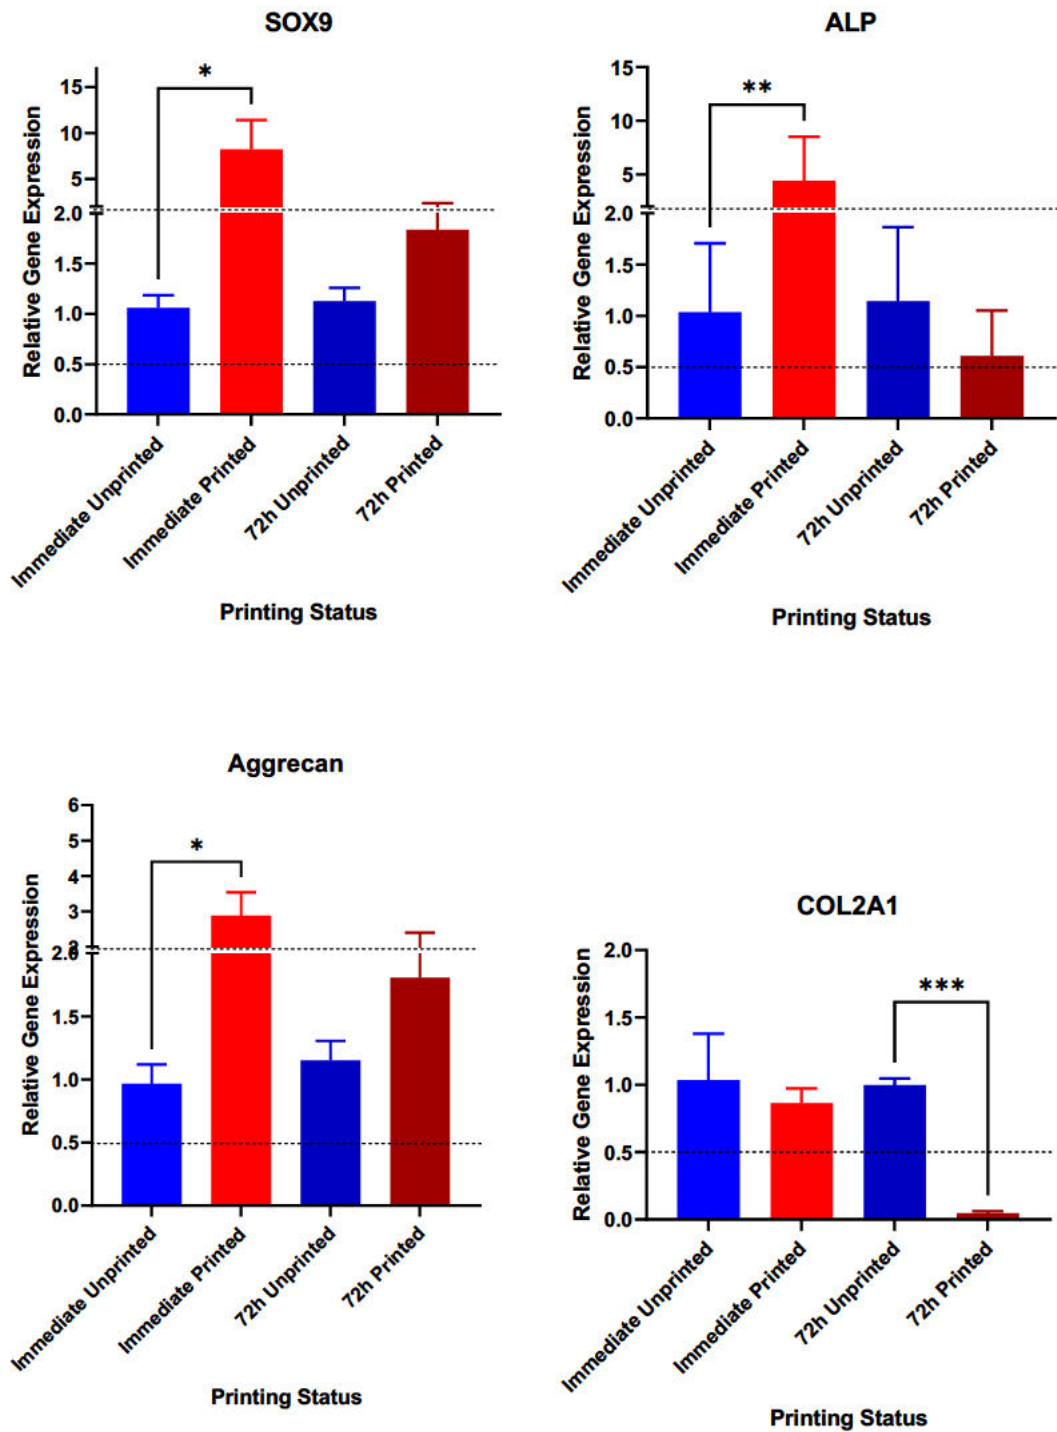 SOX9
*
15
10
5
2.0
1.5
1.0
0.5
0.0
Relative Gene Expression
Immediate Unprinted
Immediate Printed
72h Unprinted
72h Printed
Printing Status
ALP
**
15
10
5
2.0
1.5
1.0
0.5
0.0
Relative Gene Expression
Immediate Unprinted
Immediate Printed
72h Unprinted
72h Printed
Printing Status
Aggrecan
*
6
5
4
3
2
2.0
1.5
1.0
0.5
0.0
Relative Gene Expression
Immediate Unprinted
Immediate Printed
72h Unprinted
72h Printed
Printing Status
COL2A1
***
2.0
1.5
1.0
0.5
0.0
Relative Gene Expression
Immediate Unprinted
Immediate Printed
72h Unprinted
72h Printed
Printing Status